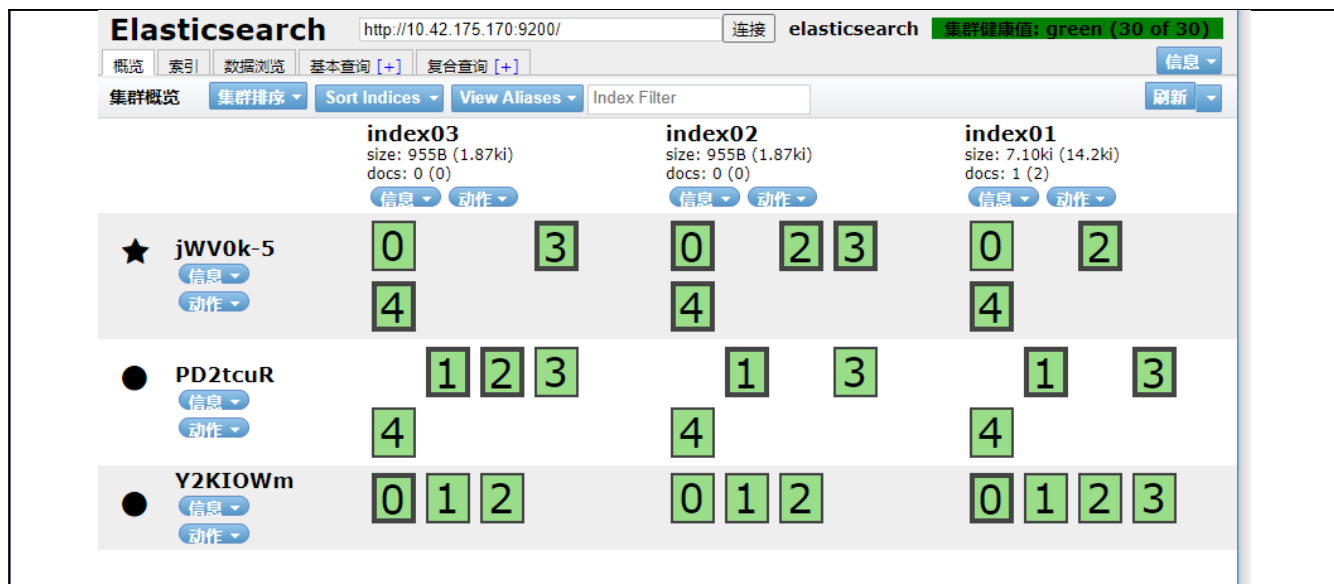 Elasticsearch http://10.42.175.170:9200/ 连接 elasticsearch 集群健康值: green (30 of 30)
概览 索引 数据浏览 基本查询 [+] 复合查询 [+] 信息
集群概览 集群排序 Sort Indices View Aliases Index Filter 刷新
index03 index02 index01
size: 955B (1.87ki) size: 955B (1.87ki) size: 7.10ki (14.2ki)
docs: 0 (0) docs: 0 (0) docs: 1 (2)
信息 动作 信息 动作 信息 动作
jWV0k-5 0 3 0 2 3 0 2
信息
动作 4 4 4
PD2tcuR 1 2 3 1 3 1 3
信息
动作 4 4 4
Y2KIOWm 0 1 2 0 1 2 0 1 2 3
信息
动作